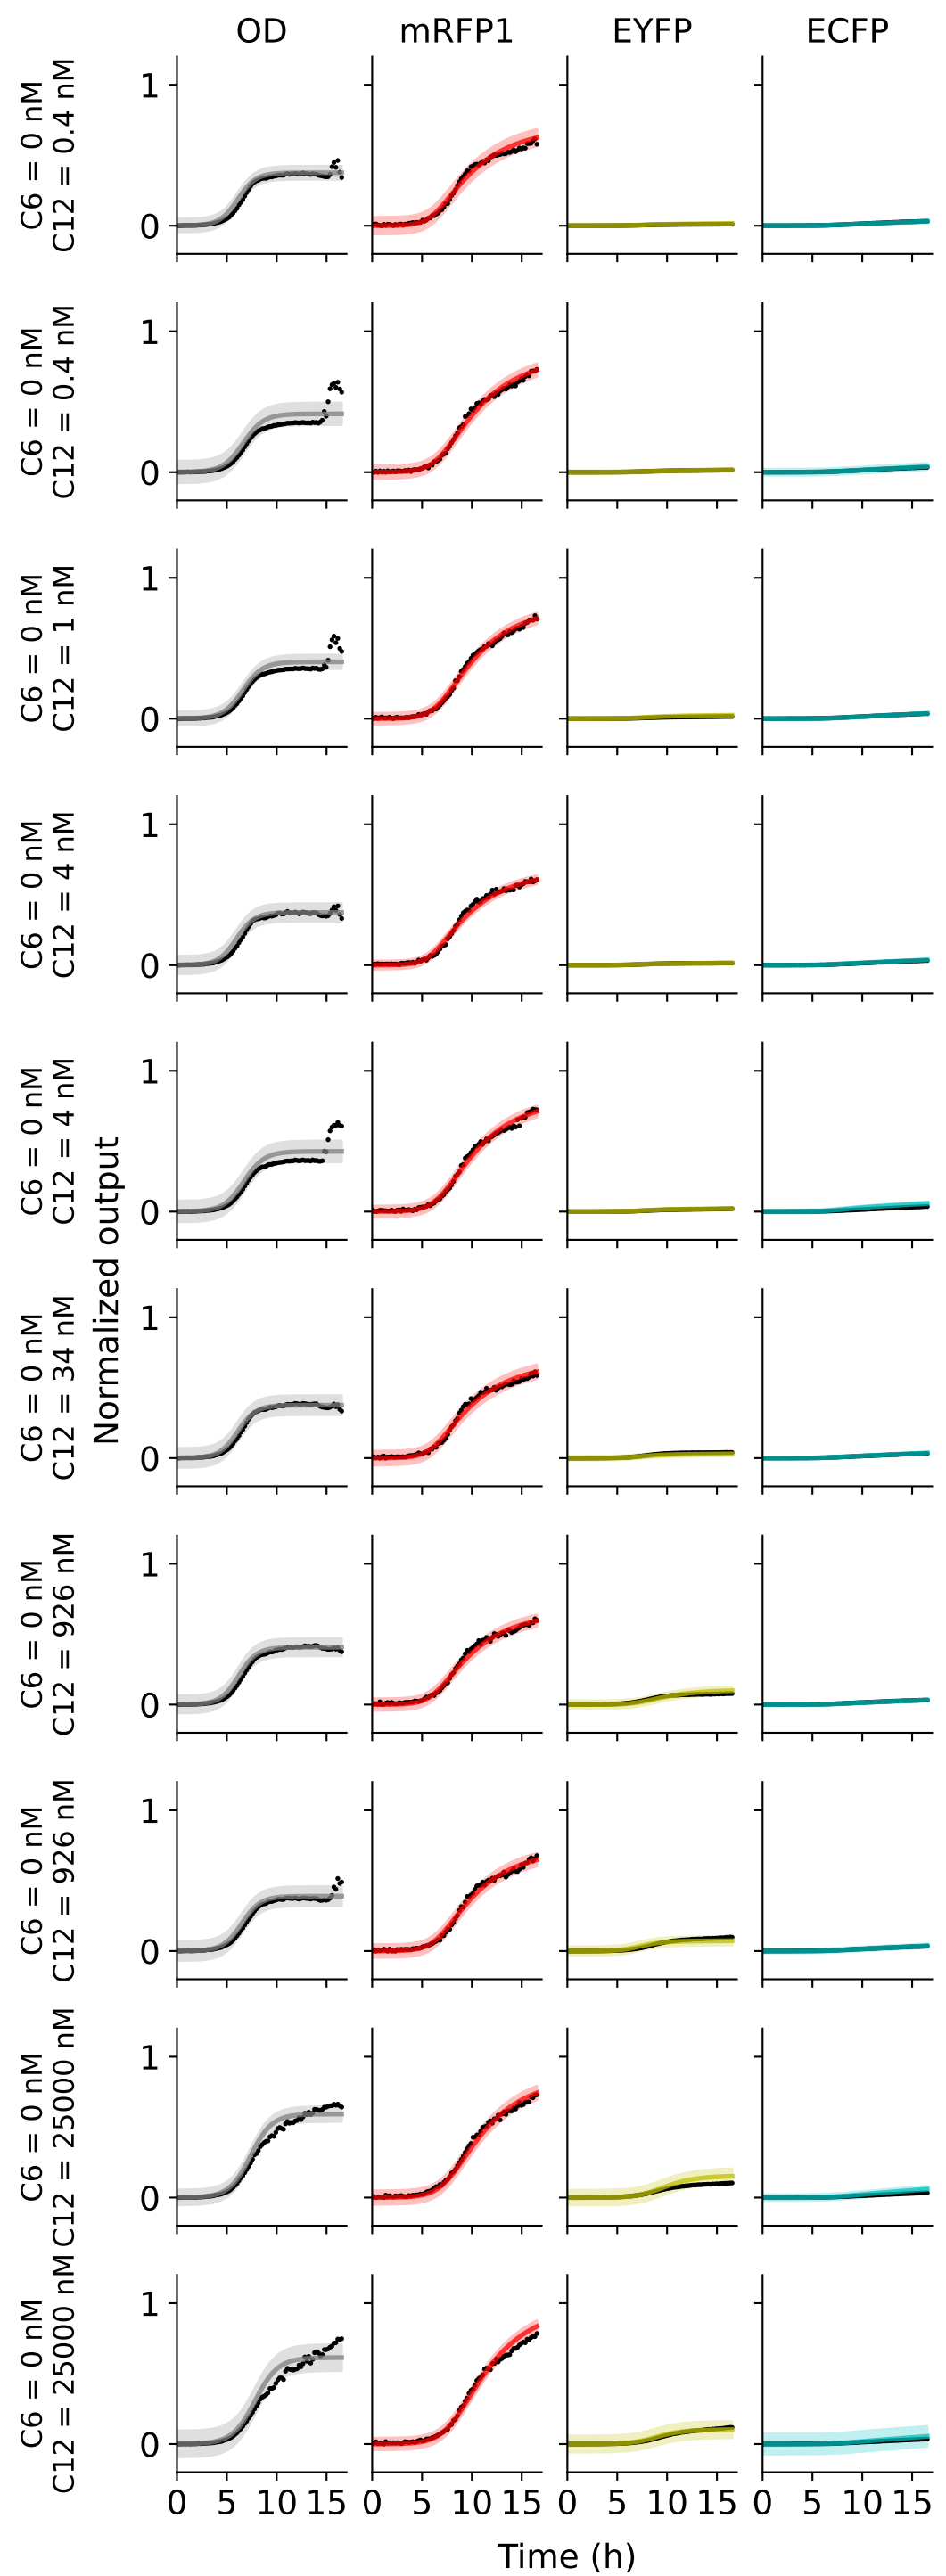 OD mRFP1 EYFP ECFP
C6 = 0 nM
C12 = 0.4 nM
1
0
C6 = 0 nM
C12 = 0.4 nM
1
0
C6 = 0 nM
C12 = 1 nM
1
0
C6 = 0 nM
C12 = 4 nM
1
0
C6 = 0 nM
C12 = 4 nM
1
0
Normalized output
C6 = 0 nM
C12 = 34 nM
1
0
C6 = 0 nM
C12 = 926 nM
1
0
C6 = 0 nM
C12 = 926 nM
1
0
C6 = 0 nM
C12 = 25000 nM
1
0
C6 = 0 nM
C12 = 25000 nM
1
0
0 5 10 15 0 5 10 15 0 5 10 15 0 5 10 15
Time (h)